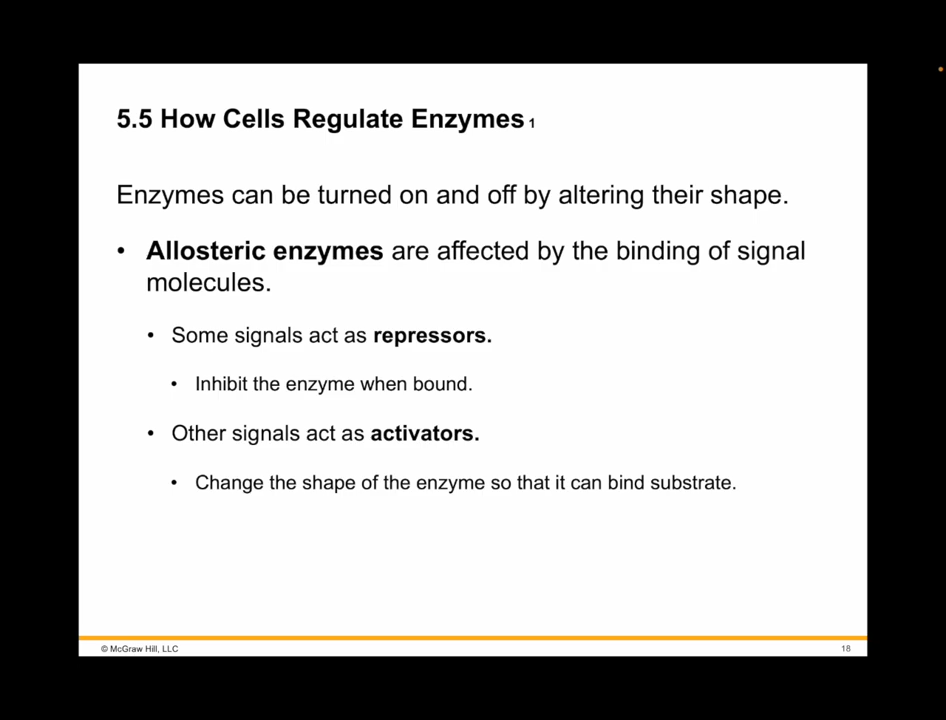 5.5 How Cells Regulate Enzymes 1
Enzymes can be turned on and off by altering their shape.
• Allosteric enzymes are affected by the binding of signal
molecules.
• Some signals act as repressors.
• Inhibit the enzyme when bound.
• Other signals act as activators.
• Change the shape of the enzyme so that it can bind substrate.
© McGraw Hill, LLC
18